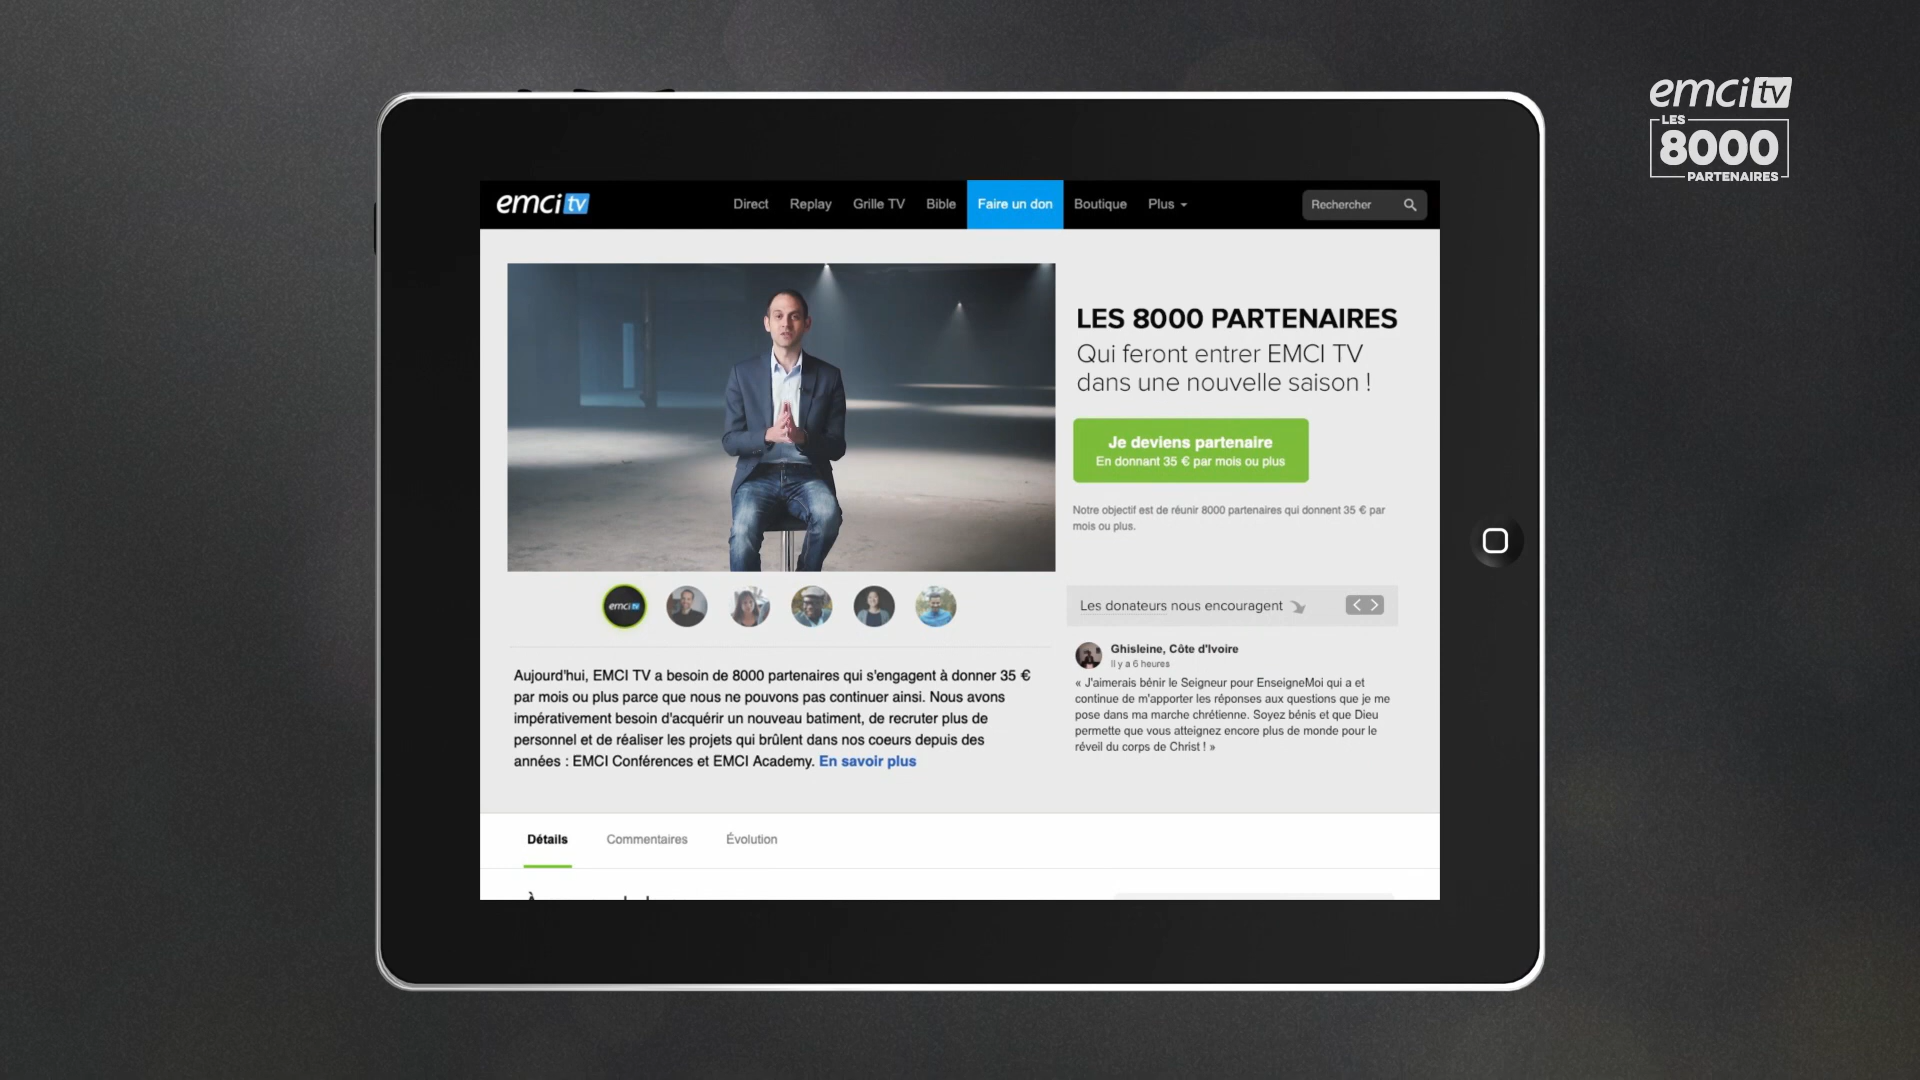 emci tv
LES
8000
PARTENAIRES
emci tv
Direct
Replay
Grille TV
Bible
Faire un don
Boutique
Plus
Rechercher
LES 8000 PARTENAIRES
Qui feront entrer EMCI TV
dans une nouvelle saison !
Je deviens partenaire
En donnant 35 € par mois ou plus
Notre objectif est de réunir 8000 partenaires qui donnent 35 € par
mois ou plus.
emci tv
Aujourd'hui, EMCI TV a besoin de 8000 partenaires qui s'engagent à donner 35 €
par mois ou plus parce que nous ne pouvons pas continuer ainsi. Nous avons
impérativement besoin d'acquérir un nouveau batiment, de recruter plus de
personnel et de réaliser les projets qui brûlent dans nos coeurs depuis des
années : EMCI Conférences et EMCI Academy. En savoir plus
Les donateurs nous encouragent
Ghisleine, Côte d'Ivoire
Il y a 6 heures
« J'aimerais bénir le Seigneur pour EnseigneMoi qui a et
continue de m'apporter les réponses aux questions que je me
pose dans ma marche chrétienne. Soyez bénis et que Dieu
permette que vous atteignez encore plus de monde pour le
réveil du corps de Christ ! »
Détails
Commentaires
Évolution